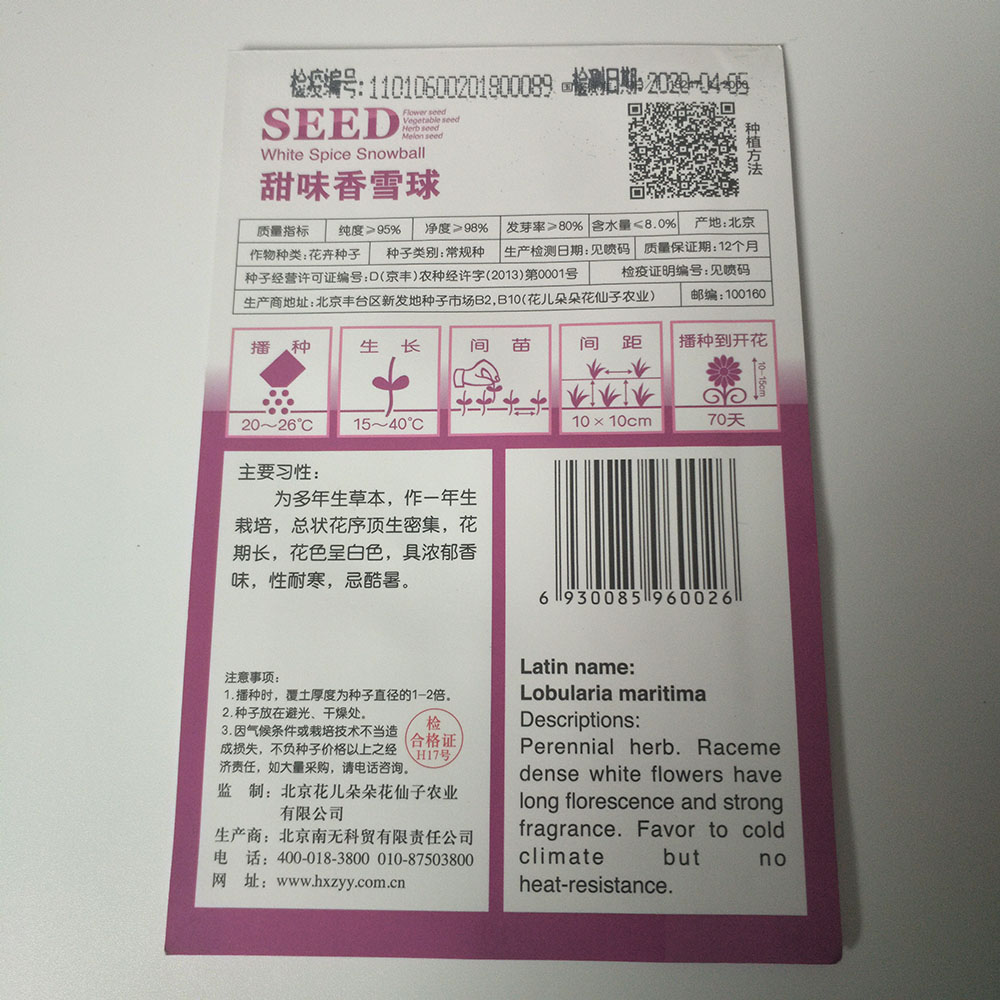 检疫编号:11010600201800089 检测日期:2020-04-05
SEED
Flower seed
Vegetable seed
Herb seed
Melon seed
White Spice Snowball
甜味香雪球
种植方法
质量指标 纯度≥95% 净度≥98% 发芽率≥80% 含水量≤8.0% 产地:北京
作物种类:花卉种子 种子类别:常规种 生产检测日期:见喷码 质量保证期:12个月
种子经营许可证编号:D(京丰)农种经许字(2013)第0001号 检疫证明编号:见喷码
生产商地址:北京丰台区新发地种子市场B2,B10(花儿朵朵花仙子农业) 邮编:100160
播种 生长 间苗 间距 播种到开花
10-15cm
20~26℃ 15~40℃ 10×10cm 70天
主要习性:
为多年生草本，作一年生
栽培，总状花序顶生密集，花
期长，花色呈白色，具浓郁香
味，性耐寒，忌酷暑。
注意事项:
1.播种时，覆土厚度为种子直径的1-2倍。
2.种子放在避光、干燥处。
3.因气候条件或栽培技术不当造
成损失，不负种子价格以上之经
济责任，如大量采购，请电话咨询。
检
合格证
H17号
监 制: 北京花儿朵朵花仙子农业
有限公司
生产商: 北京南无科贸有限责任公司
电 话: 400-018-3800 010-87503800
网 址: www.hxzyy.com.cn
6 930085 960026
Latin name:
Lobularia maritima
Descriptions:
Perennial herb. Raceme
dense white flowers have
long florescence and strong
fragrance. Favor to cold
climate but no
heat-resistance.